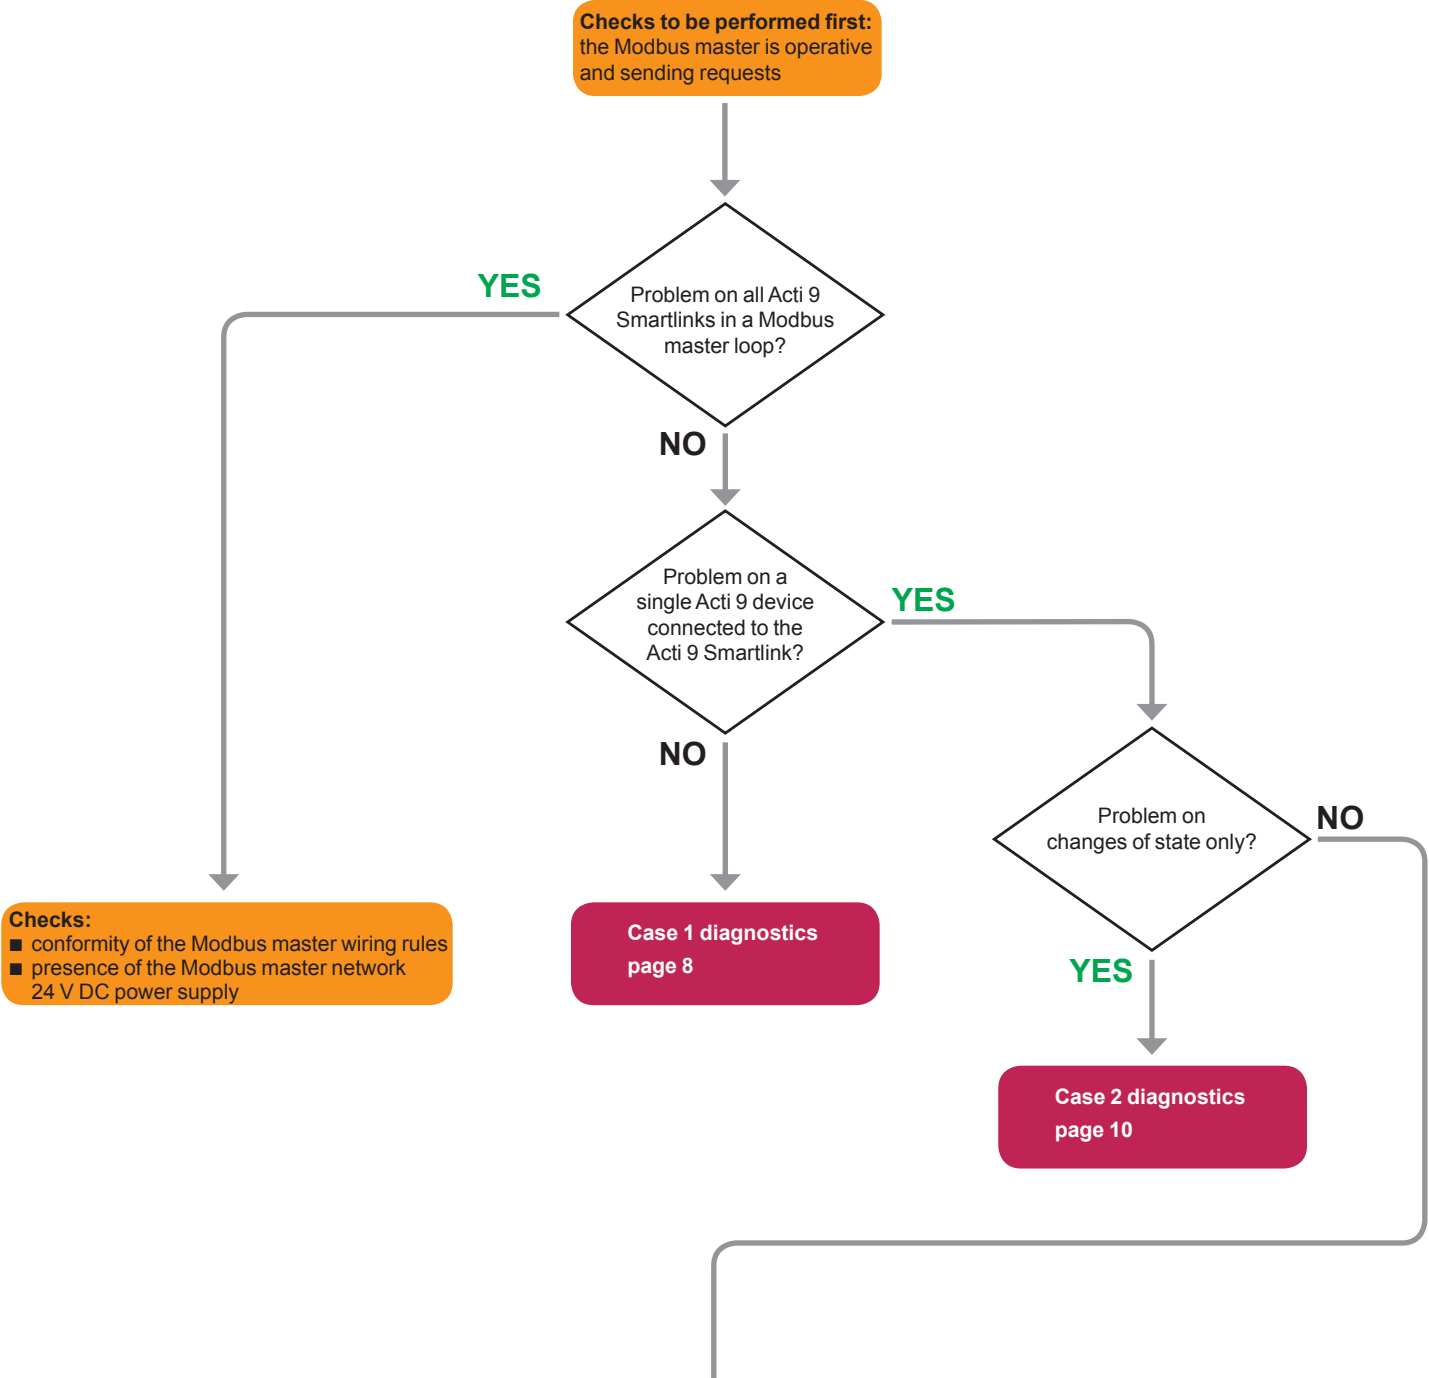 Checks to be performed first:
the Modbus master is operative
and sending requests
YES
Problem on all Acti 9
Smartlinks in a Modbus
master loop?
NO
Problem on a
single Acti 9 device
connected to the
Acti 9 Smartlink?
YES
NO
Problem on
changes of state only?
NO
Checks:
■ conformity of the Modbus master wiring rules
■ presence of the Modbus master network
24 V DC power supply
Case 1 diagnostics
page 8
YES
Case 2 diagnostics
page 10